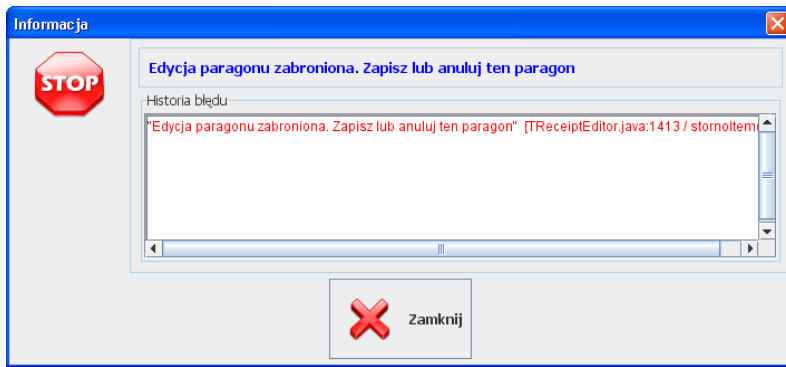 Informacja
STOP
Edycja paragonu zabroniona. Zapisz lub anuluj ten paragon
Historia błędu
"Edycja paragonu zabroniona. Zapisz lub anuluj ten paragon" [TReceiptEditor.java:1413 / stornoItem
Zamknij